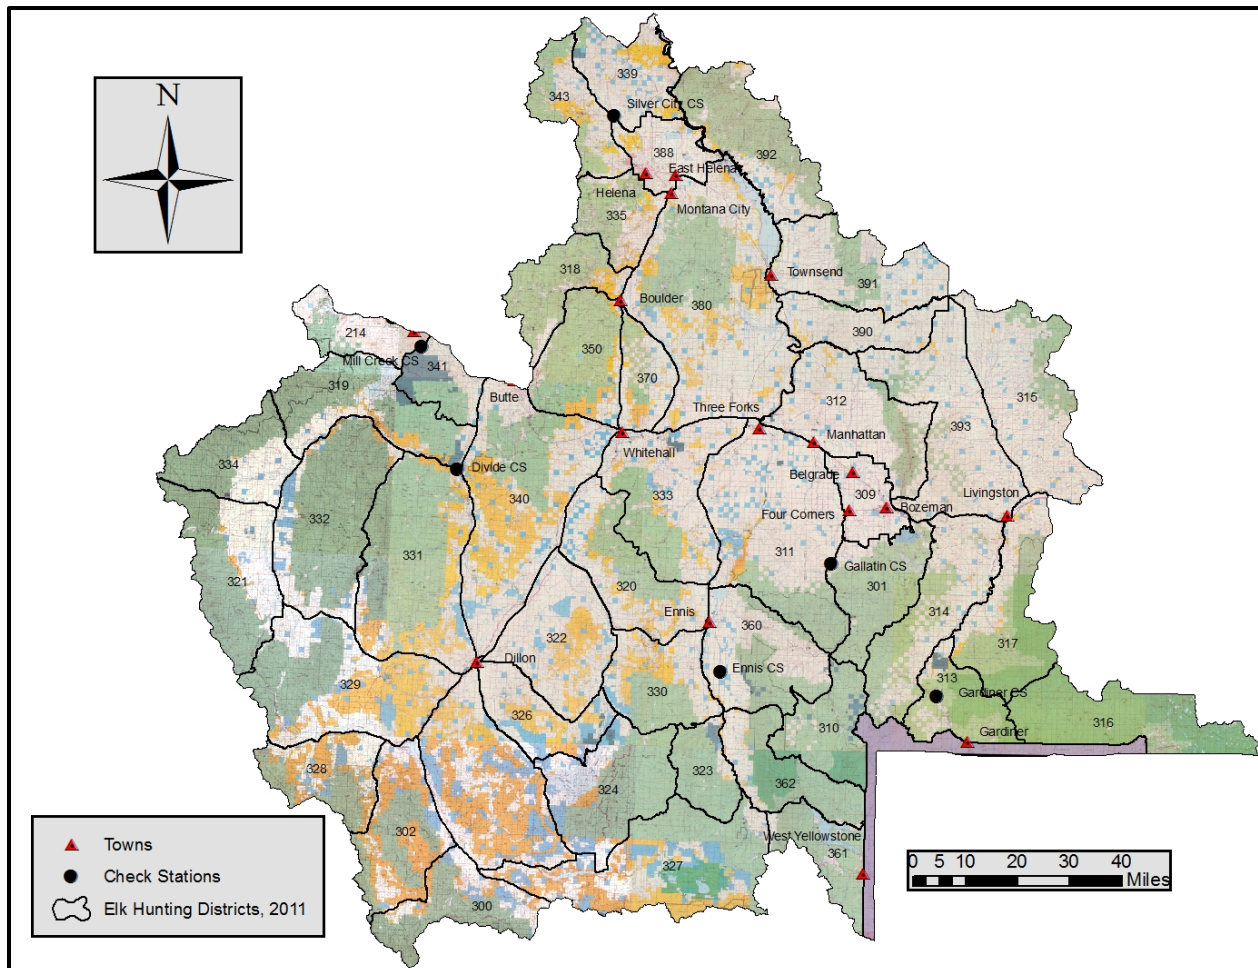 N
339
343
Silver City CS
392
388
East Helena
Helena
Montana City
335
318
Townsend
391
Boulder
380
390
214
Mill Creek CS
341
350
319
370
315
Butte
312
393
Three Forks
Manhattan
Whitehall
334
Divide CS
Belgrade
Livingston
340
333
309
Bozeman
332
Four Corners
331
311
Gallatin CS
321
320
301
Ennis
360
314
322
317
Dillon
Ennis CS
329
330
313
Gardiner CS
326
316
310
Gardiner
328
323
362
324
302
West Yellowstone
361
327
300
Towns
Check Stations
Elk Hunting Districts, 2011
0 5 10 20 30 40
Miles